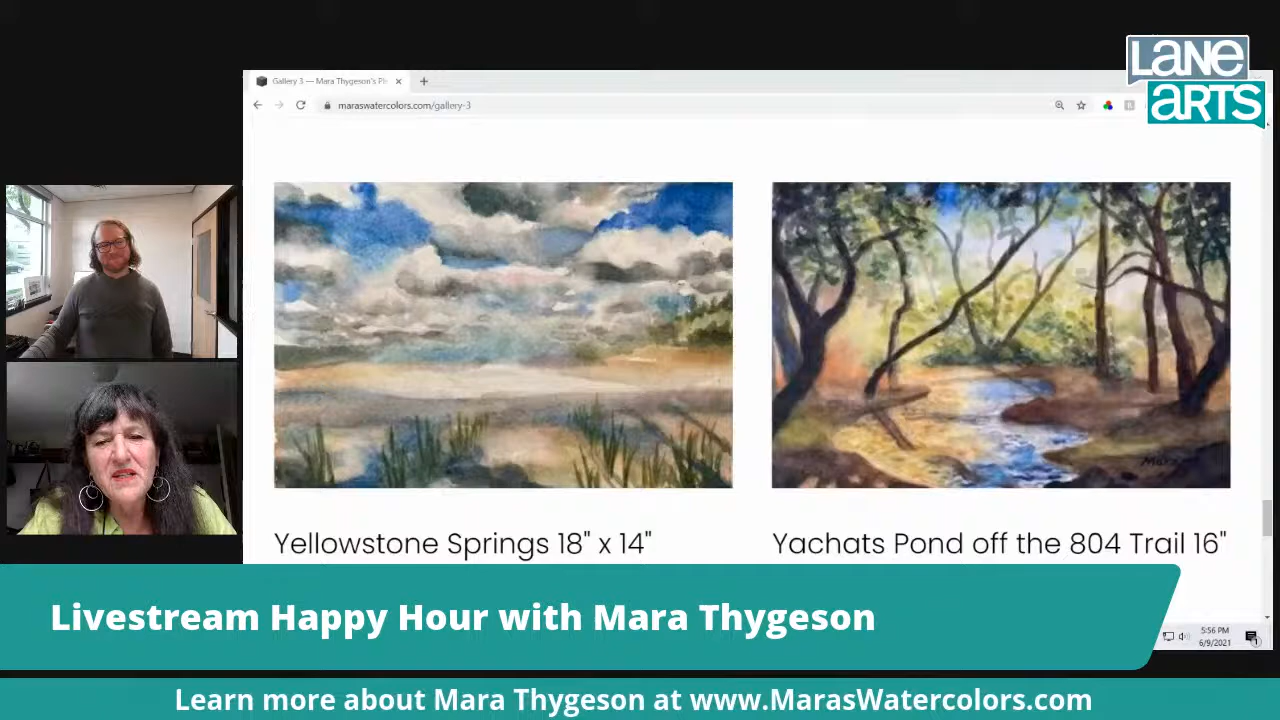 LANE
ARTS
Gallery 3 — Mara Thygeson's Pl
maraswatercolors.com/gallery-3
Mara
Yellowstone Springs 18" x 14"
Yachats Pond off the 804 Trail 16"
Livestream Happy Hour with Mara Thygeson
5:56 PM
6/9/2021
Learn more about Mara Thygeson at www.MarasWatercolors.com